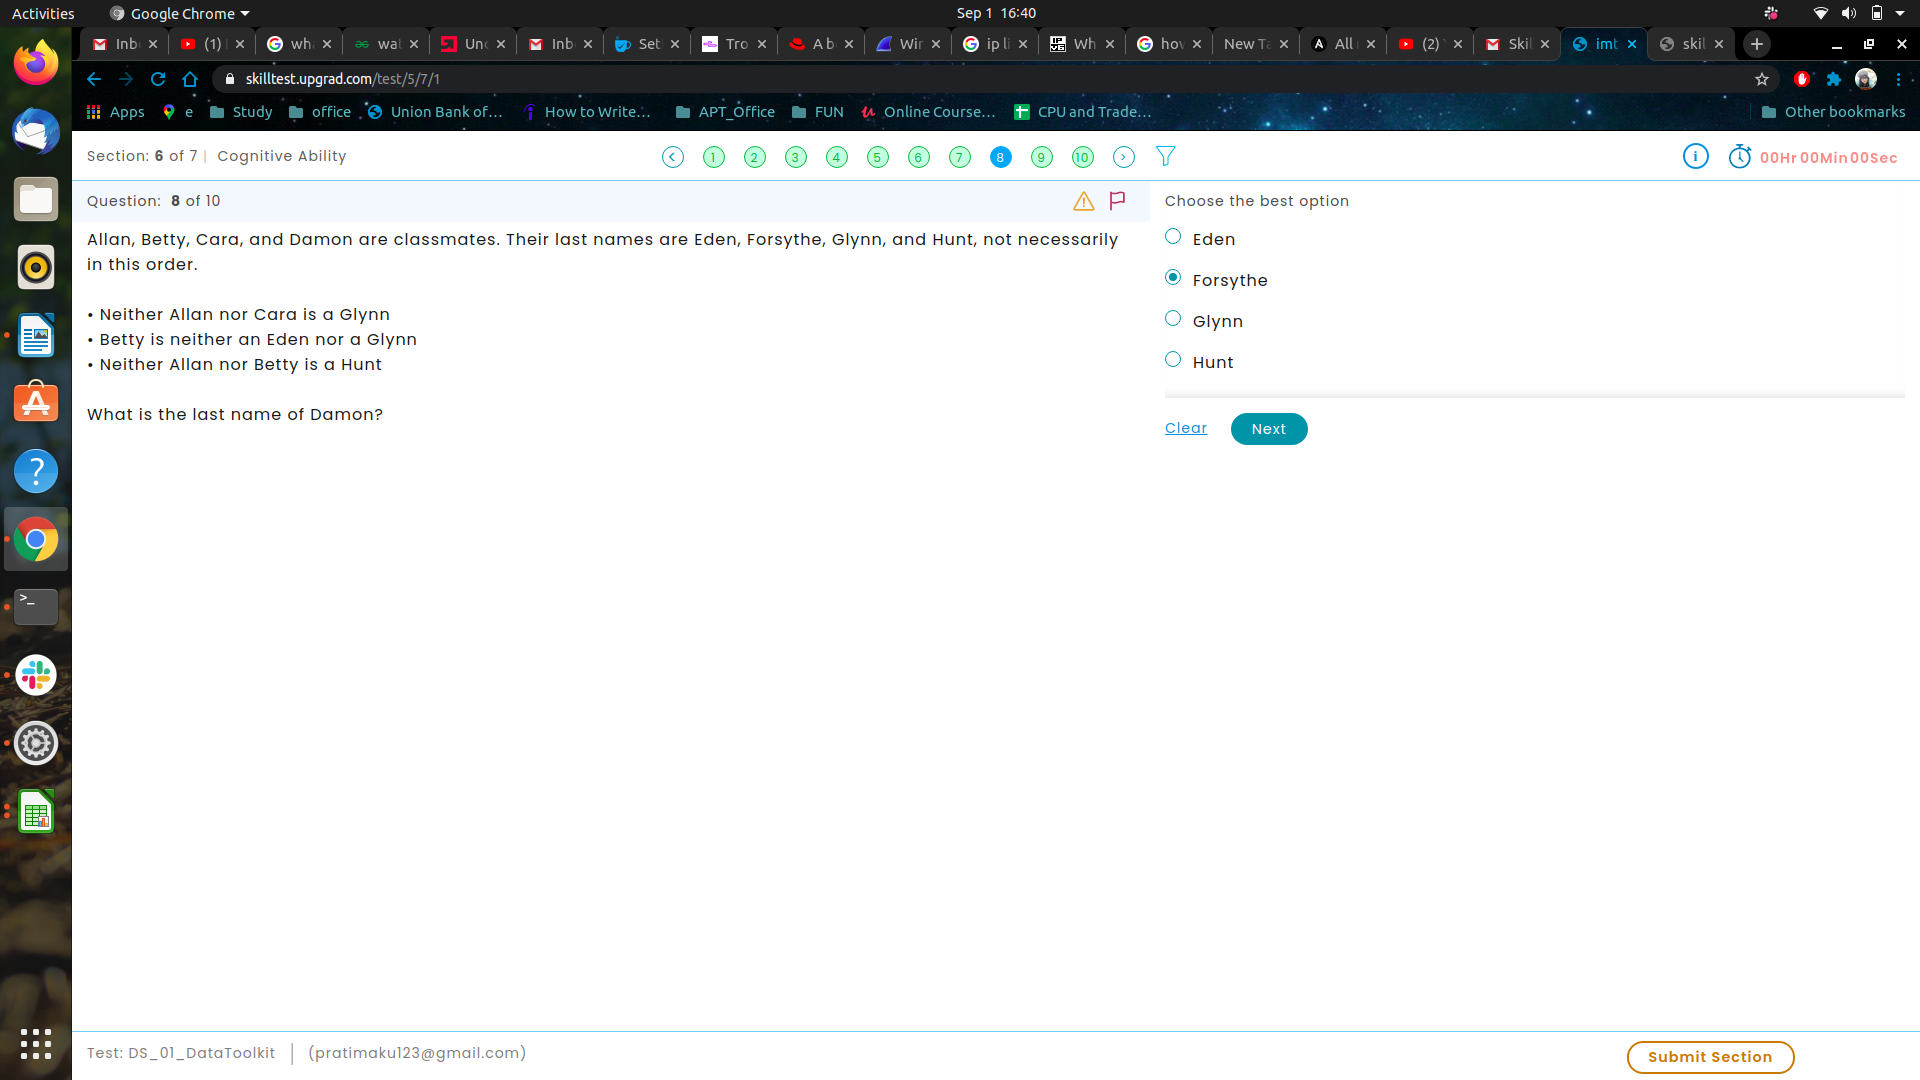 Activities
Google Chrome
Sep 1 16:40
Inb
(1)
wh
wal
Unc
Inb
Set
Tro
A b
Wir
ip li
Wh
hov
New Ta
All
(2)
Skil
imt
skil
skilltest.upgrad.com/test/5/7/1
Apps
e
Study
office
Union Bank of...
How to Write...
APT_Office
FUN
Online Course...
CPU and Trade...
Other bookmarks
Section: 6 of 7 | Cognitive Ability
1 2 3 4 5 6 7 8 9 10
00Hr 00Min 00Sec
Question: 8 of 10
Allan, Betty, Cara, and Damon are classmates. Their last names are Eden, Forsythe, Glynn, and Hunt, not necessarily
in this order.
• Neither Allan nor Cara is a Glynn
• Betty is neither an Eden nor a Glynn
• Neither Allan nor Betty is a Hunt
What is the last name of Damon?
Choose the best option
Eden
Forsythe
Glynn
Hunt
Clear
Next
Test: DS_01_DataToolkit | (pratimaku123@gmail.com)
Submit Section